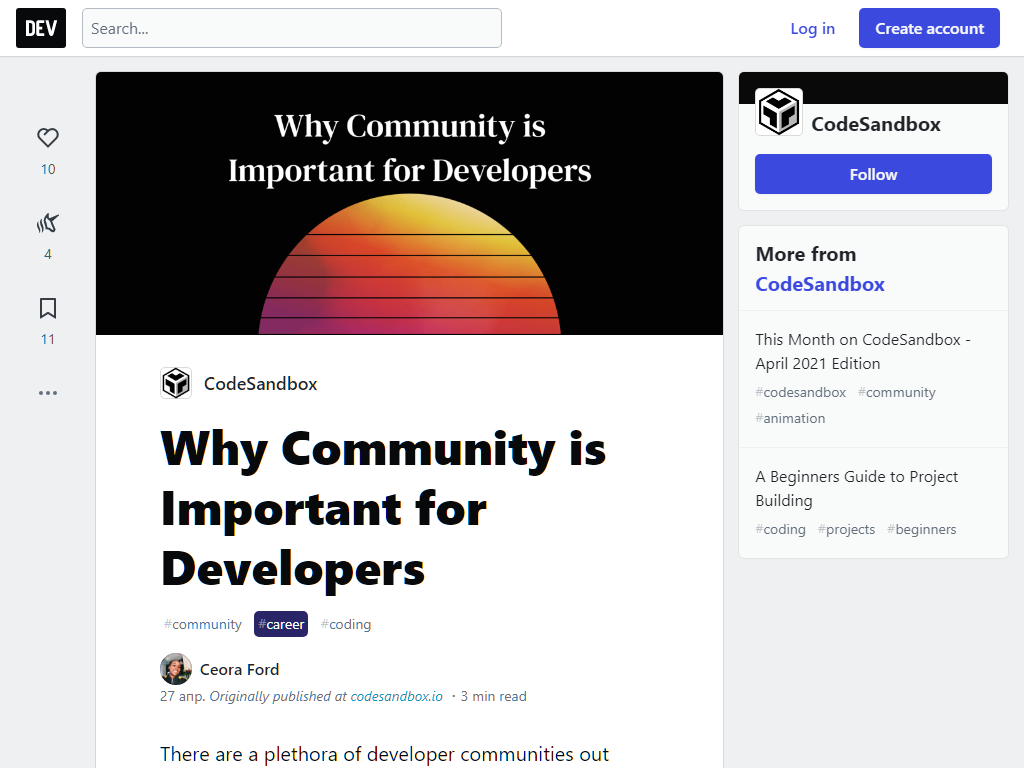 DEV
Search...
Log in
Create account
10
4
11
Why Community is
Important for Developers
CodeSandbox
Why Community is
Important for
Developers
#community #career #coding
Ceora Ford
27 апр. Originally published at codesandbox.io ・3 min read
There are a plethora of developer communities out
CodeSandbox
Follow
More from
CodeSandbox
This Month on CodeSandbox -
April 2021 Edition
#codesandbox #community
#animation
A Beginners Guide to Project
Building
#coding #projects #beginners